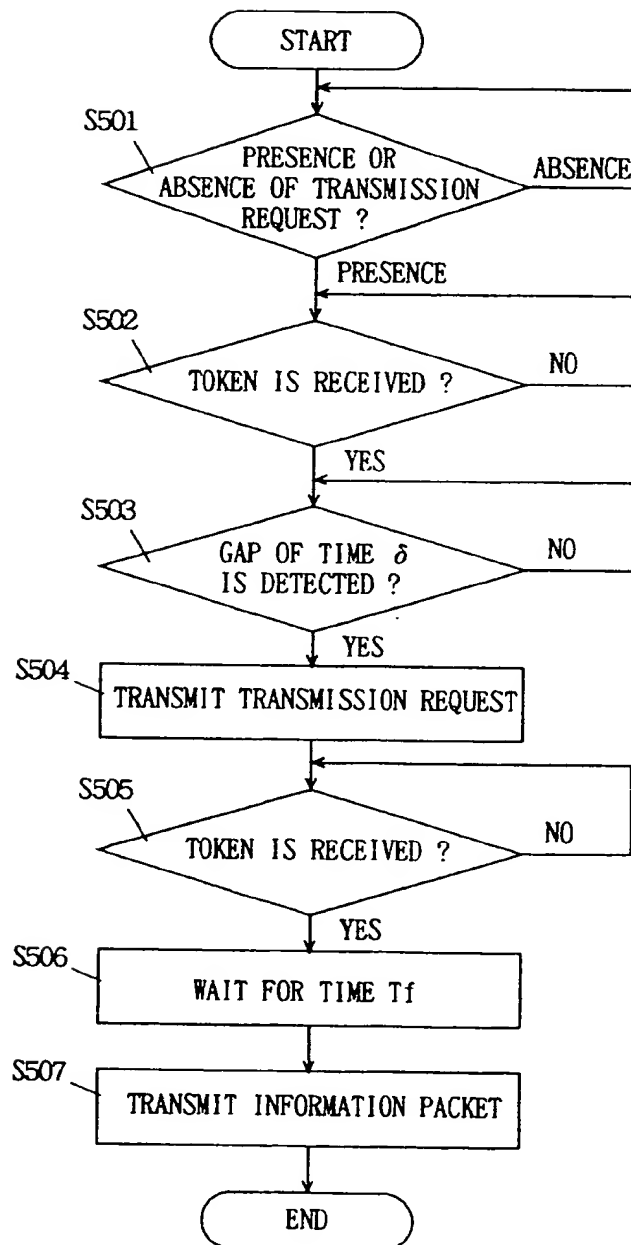 START
S501
PRESENCE OR
ABSENCE OF TRANSMISSION
REQUEST ?
ABSENCE
PRESENCE
S502
TOKEN IS RECEIVED ?
NO
YES
S503
GAP OF TIME δ
IS DETECTED ?
NO
YES
S504
TRANSMIT TRANSMISSION REQUEST
S505
TOKEN IS RECEIVED ?
NO
YES
S506
WAIT FOR TIME Tf
S507
TRANSMIT INFORMATION PACKET
END